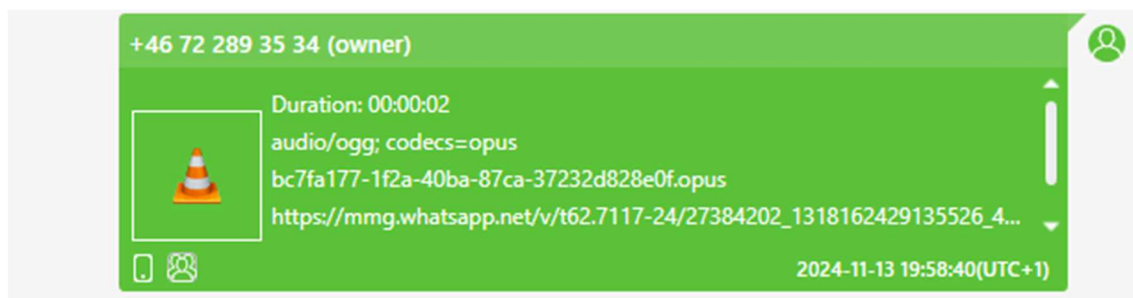 +46 72 289 35 34 (owner)
Duration: 00:00:02
audio/ogg; codecs=opus
bc7fa177-1f2a-40ba-87ca-37232d828e0f.opus
https://mmg.whatsapp.net/v/t62.7117-24/27384202_1318162429135526_4...
2024-11-13 19:58:40(UTC+1)